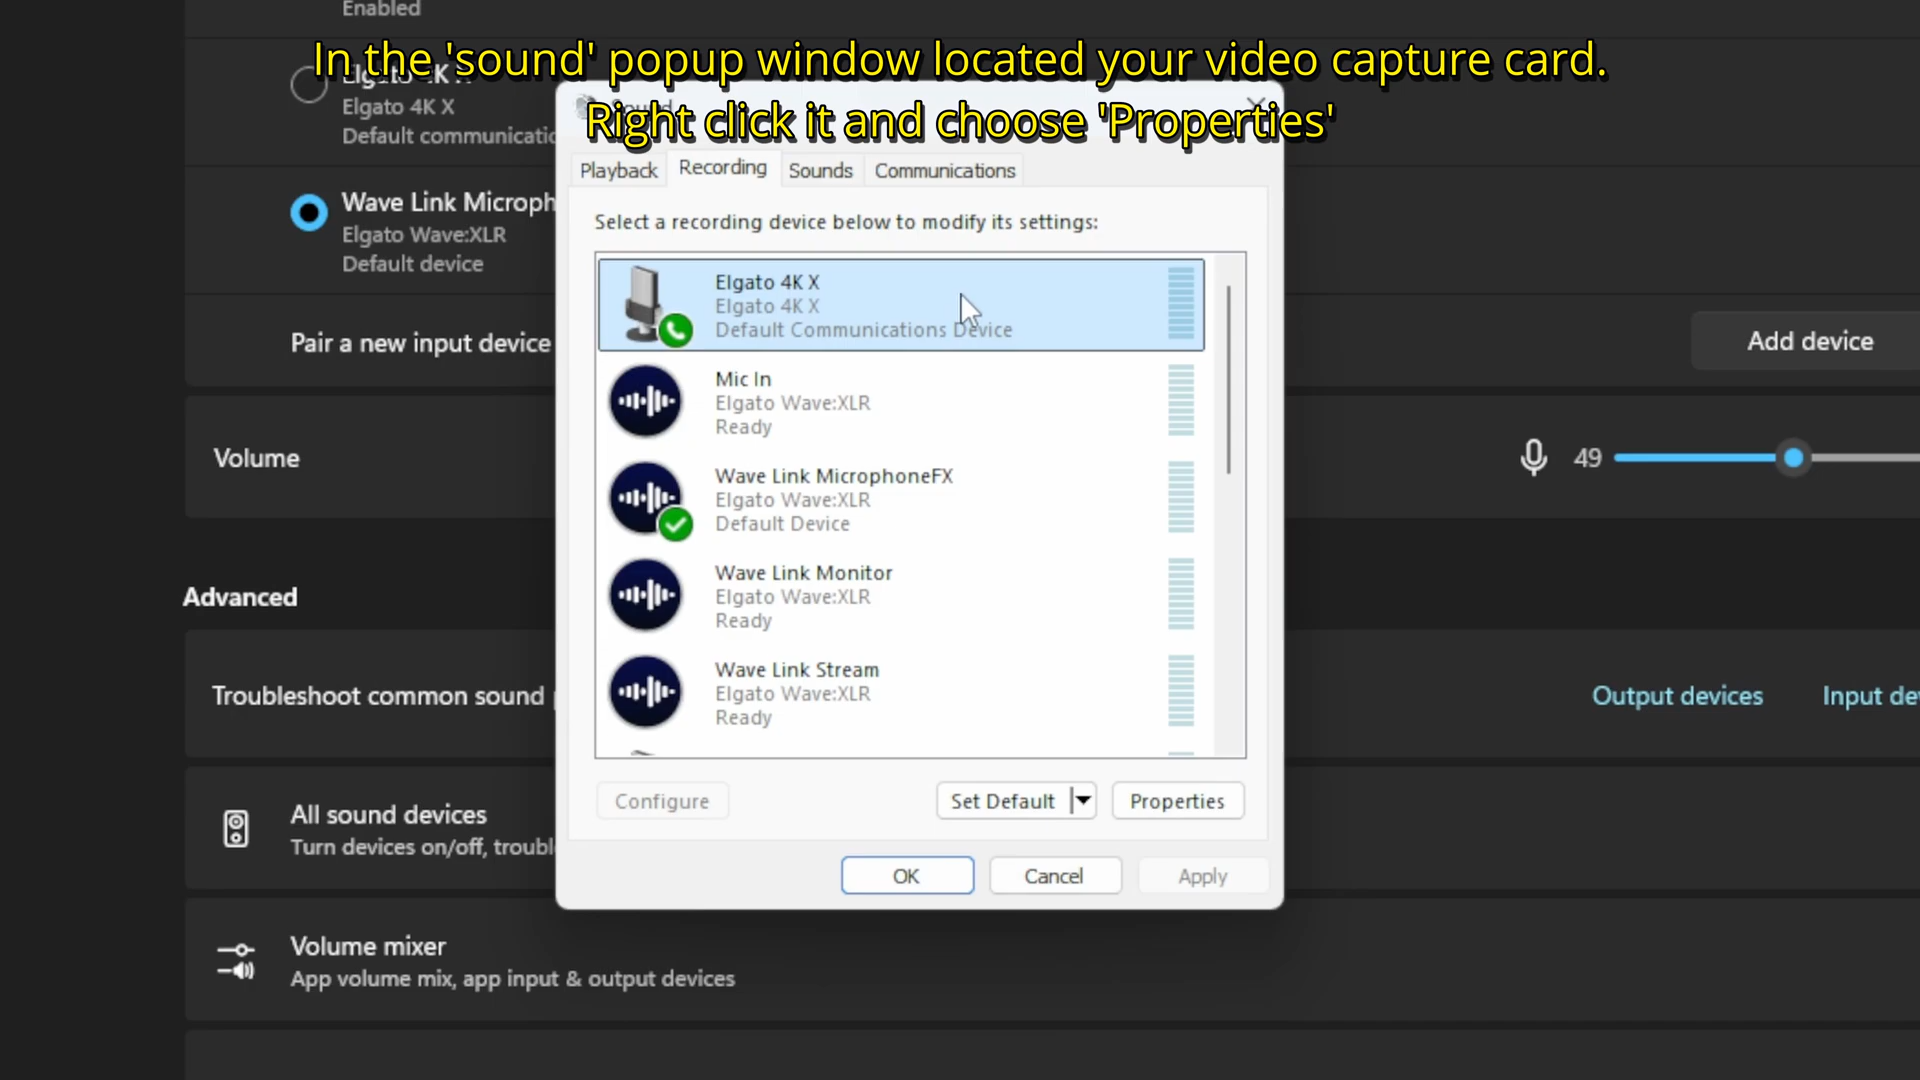 Enabled
In the 'sound' popup window located your video capture card.
Right click it and choose 'Properties'
Elgato 4K X
Elgato 4K X
Default communicatio
Wave Link Microph
Elgato Wave:XLR
Default device
Pair a new input device
Add device
Volume
49
Advanced
Troubleshoot common sound
Output devices
Input dev
All sound devices
Turn devices on/off, troubl
Volume mixer
App volume mix, app input & output devices
Sound
Playback
Recording
Sounds
Communications
Select a recording device below to modify its settings:
Elgato 4K X
Elgato 4K X
Default Communications Device
Mic In
Elgato Wave:XLR
Ready
Wave Link MicrophoneFX
Elgato Wave:XLR
Default Device
Wave Link Monitor
Elgato Wave:XLR
Ready
Wave Link Stream
Elgato Wave:XLR
Ready
Configure
Set Default
Properties
OK
Cancel
Apply